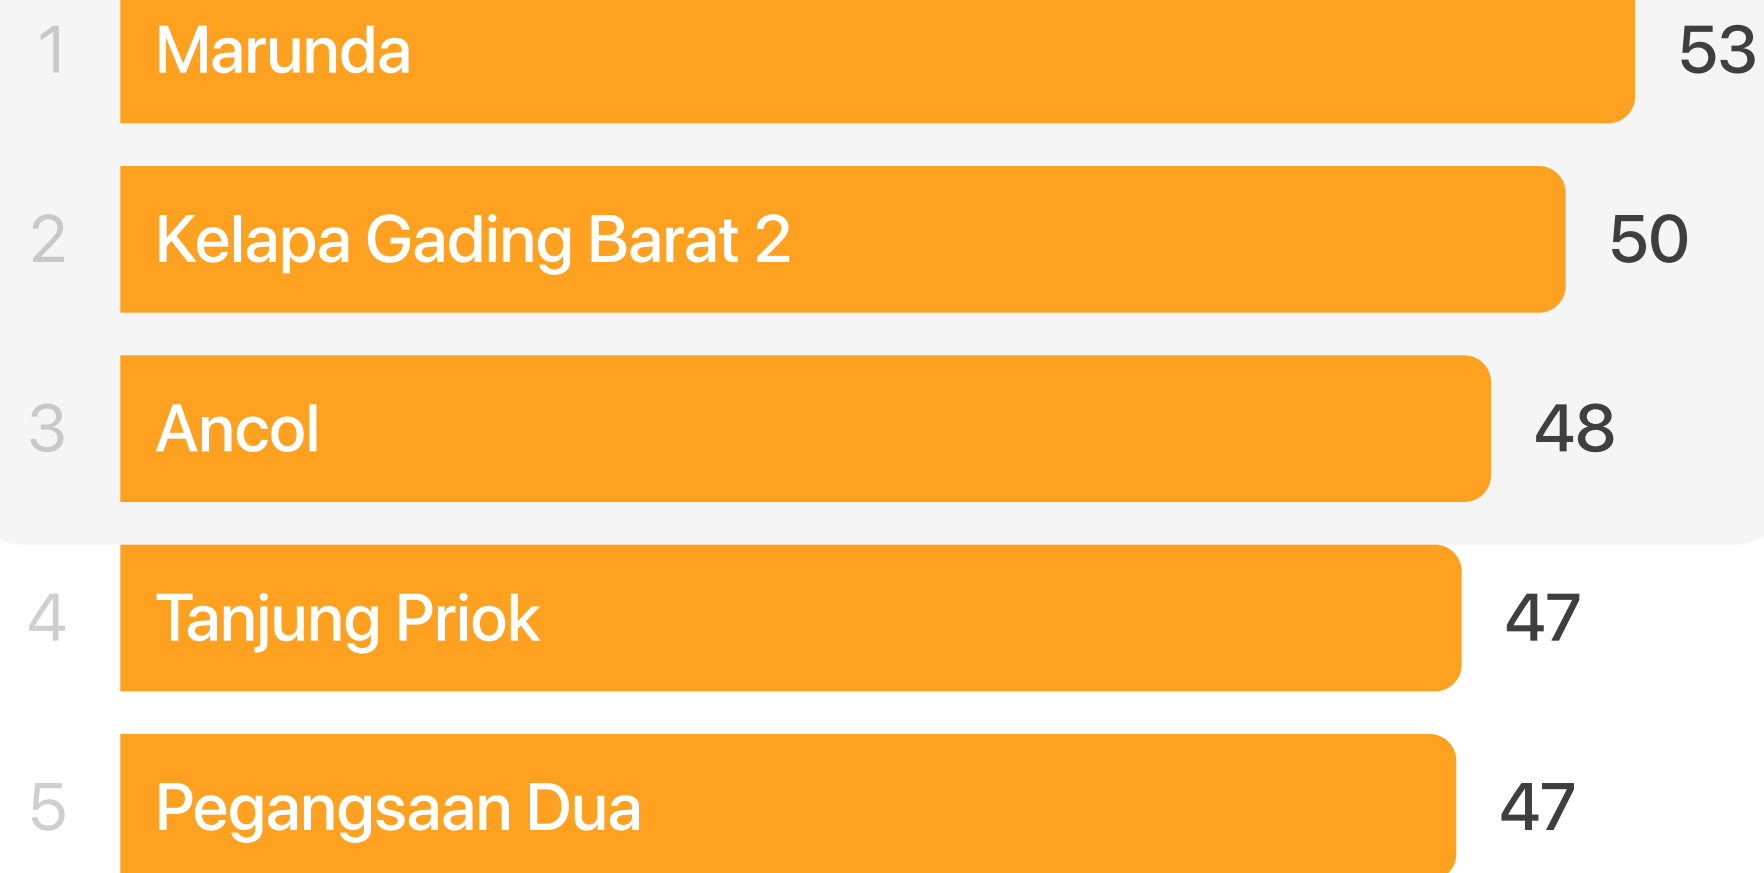 1 Marunda 53
2 Kelapa Gading Barat 2 50
3 Ancol 48
4 Tanjung Priok 47
5 Pegangsaan Dua 47